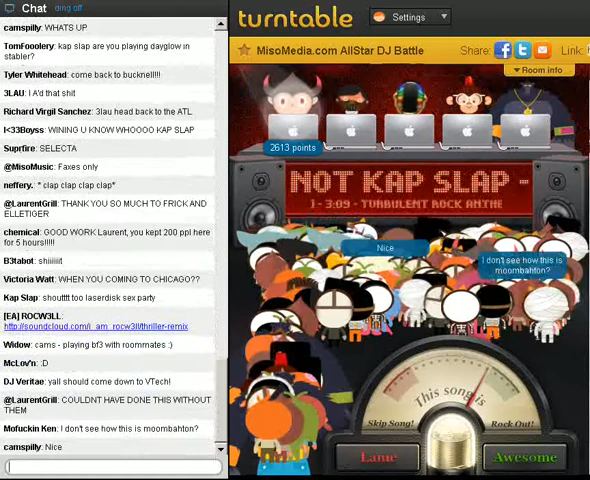 Chat ding off
camspilly: WHATS UP
TomFooolery: kap slap are you playing dayglow in
stabler?
Tyler Whitehead: come back to bucknell!!!
3LAU: I A'd that shit
Richard Virgil Sanchez: 3lau head back to the ATL
I<33Boyss: WINING U KNOW WHOOOO KAP SLAP
Suprfire: SELECTA
@MisoMusic: Faxes only
neffery.: * clap clap clap clap*
@LaurentGrill: THANK YOU SO MUCH TO FRICK AND
ELLETIGER
chemical: GOOD WORK Laurent, you kept 200 ppl here
for 5 hours!!!!!
B3tabot: shiiiiiit
Victoria Watt: WHEN YOU COMING TO CHICAGO??
Kap Slap: shoutttt too laserdisk sex party
[EA] ROCW3LL:
http://soundcloud.com/i_am_rocw3ll/thriller-remix
Widow: cams - playing bf3 with roommates :)
McLov'n: :D
DJ Veritae: yall should come down to VTech!
@LaurentGrill: COULDNT HAVE DONE THIS WITHOUT
THEM
Mofuckin Ken: I don't see how this is moombahton?
camspilly: Nice
turntable
Settings
MisoMedia.com AllStar DJ Battle
Share:
Link:
Room info
2613 points
NOT KAP SLAP -
1 - 3:09 - TURBULENT ROCK ANTHE
Nice
I don't see how this is
moombahton?
This song is
Skip Song!
Rock Out!
Lame
Awesome